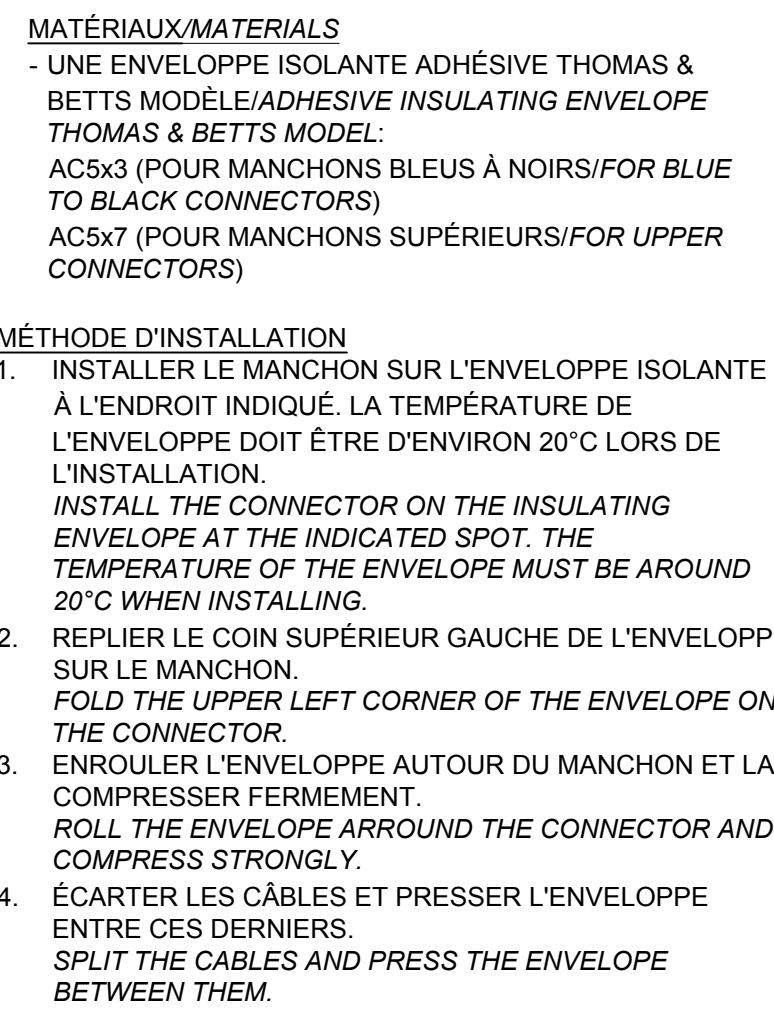 MATÉRIAUX/MATERIALS
- UNE ENVELOPPE ISOLANTE ADHÉSIVE THOMAS &
BETTS MODÈLE/ADHESIVE INSULATING ENVELOPE
THOMAS & BETTS MODEL:
AC5x3 (POUR MANCHONS BLEUS À NOIRS/FOR BLUE
TO BLACK CONNECTORS)
AC5x7 (POUR MANCHONS SUPÉRIEURS/FOR UPPER
CONNECTORS)
MÉTHODE D'INSTALLATION
1. INSTALLER LE MANCHON SUR L'ENVELOPPE ISOLANTE
À L'ENDROIT INDIQUÉ. LA TEMPÉRATURE DE
L'ENVELOPPE DOIT ÊTRE D'ENVIRON 20°C LORS DE
L'INSTALLATION.
INSTALL THE CONNECTOR ON THE INSULATING
ENVELOPE AT THE INDICATED SPOT. THE
TEMPERATURE OF THE ENVELOPE MUST BE AROUND
20°C WHEN INSTALLING.
2. REPLIER LE COIN SUPÉRIEUR GAUCHE DE L'ENVELOPP
SUR LE MANCHON.
FOLD THE UPPER LEFT CORNER OF THE ENVELOPE ON
THE CONNECTOR.
3. ENROULER L'ENVELOPPE AUTOUR DU MANCHON ET LA
COMPRESSER FERMEMENT.
ROLL THE ENVELOPE ARROUND THE CONNECTOR AND
COMPRESS STRONGLY.
4. ÉCARTER LES CÂBLES ET PRESSER L'ENVELOPPE
ENTRE CES DERNIERS.
SPLIT THE CABLES AND PRESS THE ENVELOPE
BETWEEN THEM.